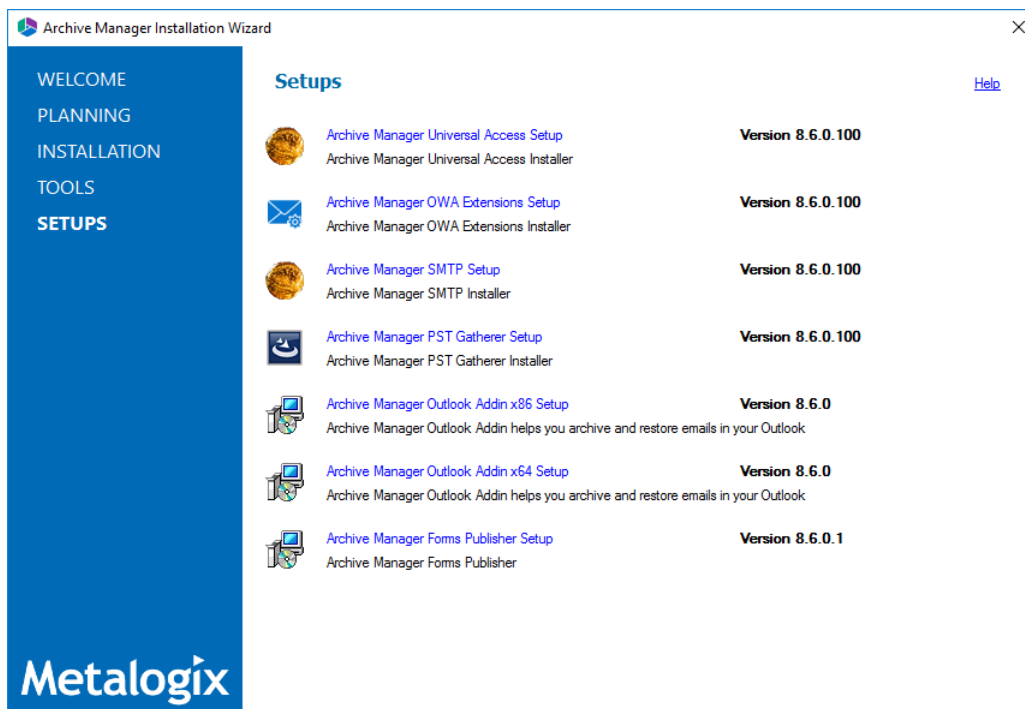 Archive Manager Installation Wizard
WELCOME
PLANNING
INSTALLATION
TOOLS
SETUPS
Setups
Help
Archive Manager Universal Access Setup Version 8.6.0.100
Archive Manager Universal Access Installer
Archive Manager OWA Extensions Setup Version 8.6.0.100
Archive Manager OWA Extensions Installer
Archive Manager SMTP Setup Version 8.6.0.100
Archive Manager SMTP Installer
Archive Manager PST Gatherer Setup Version 8.6.0.100
Archive Manager PST Gatherer Installer
Archive Manager Outlook Addin x86 Setup Version 8.6.0
Archive Manager Outlook Addin helps you archive and restore emails in your Outlook
Archive Manager Outlook Addin x64 Setup Version 8.6.0
Archive Manager Outlook Addin helps you archive and restore emails in your Outlook
Archive Manager Forms Publisher Setup Version 8.6.0.1
Archive Manager Forms Publisher
Metalogix